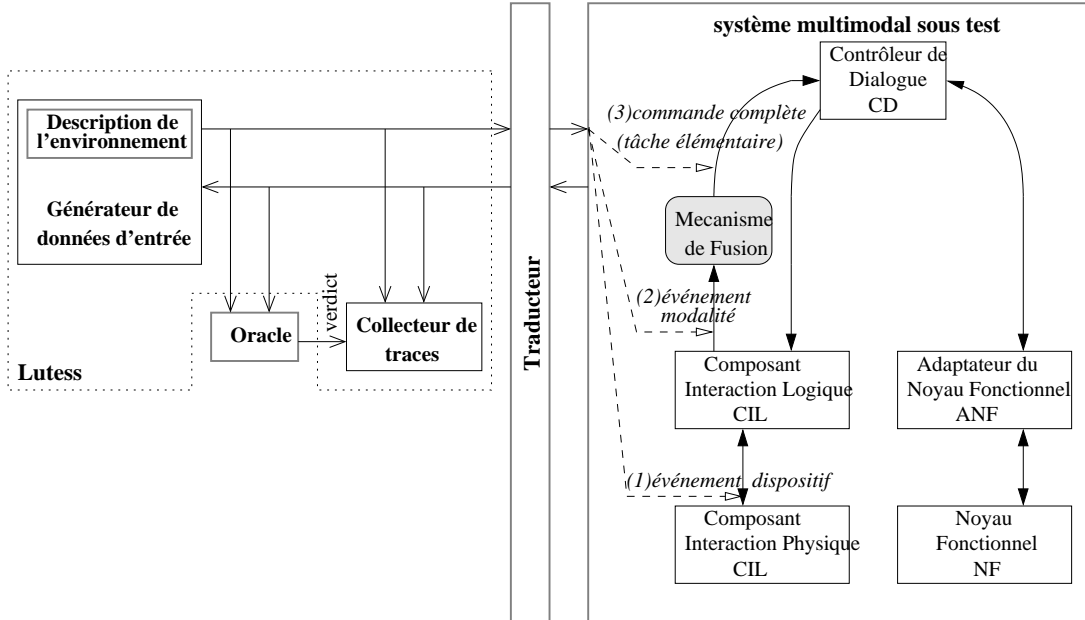 système multimodal sous test
Contrôleur de
Dialogue
CD
Description de
l'environnement
(3)commande complète
(tâche élémentaire)
Générateur de
données d'entrée
Mecanisme
de Fusion
verdict
Traducteur
(2)événement
modalité
Oracle
Collecteur de
traces
Lutess
Composant
Interaction Logique
CIL
Adaptateur du
Noyau Fonctionnel
ANF
(1)événement dispositif
Composant
Interaction Physique
CIL
Noyau
Fonctionnel
NF